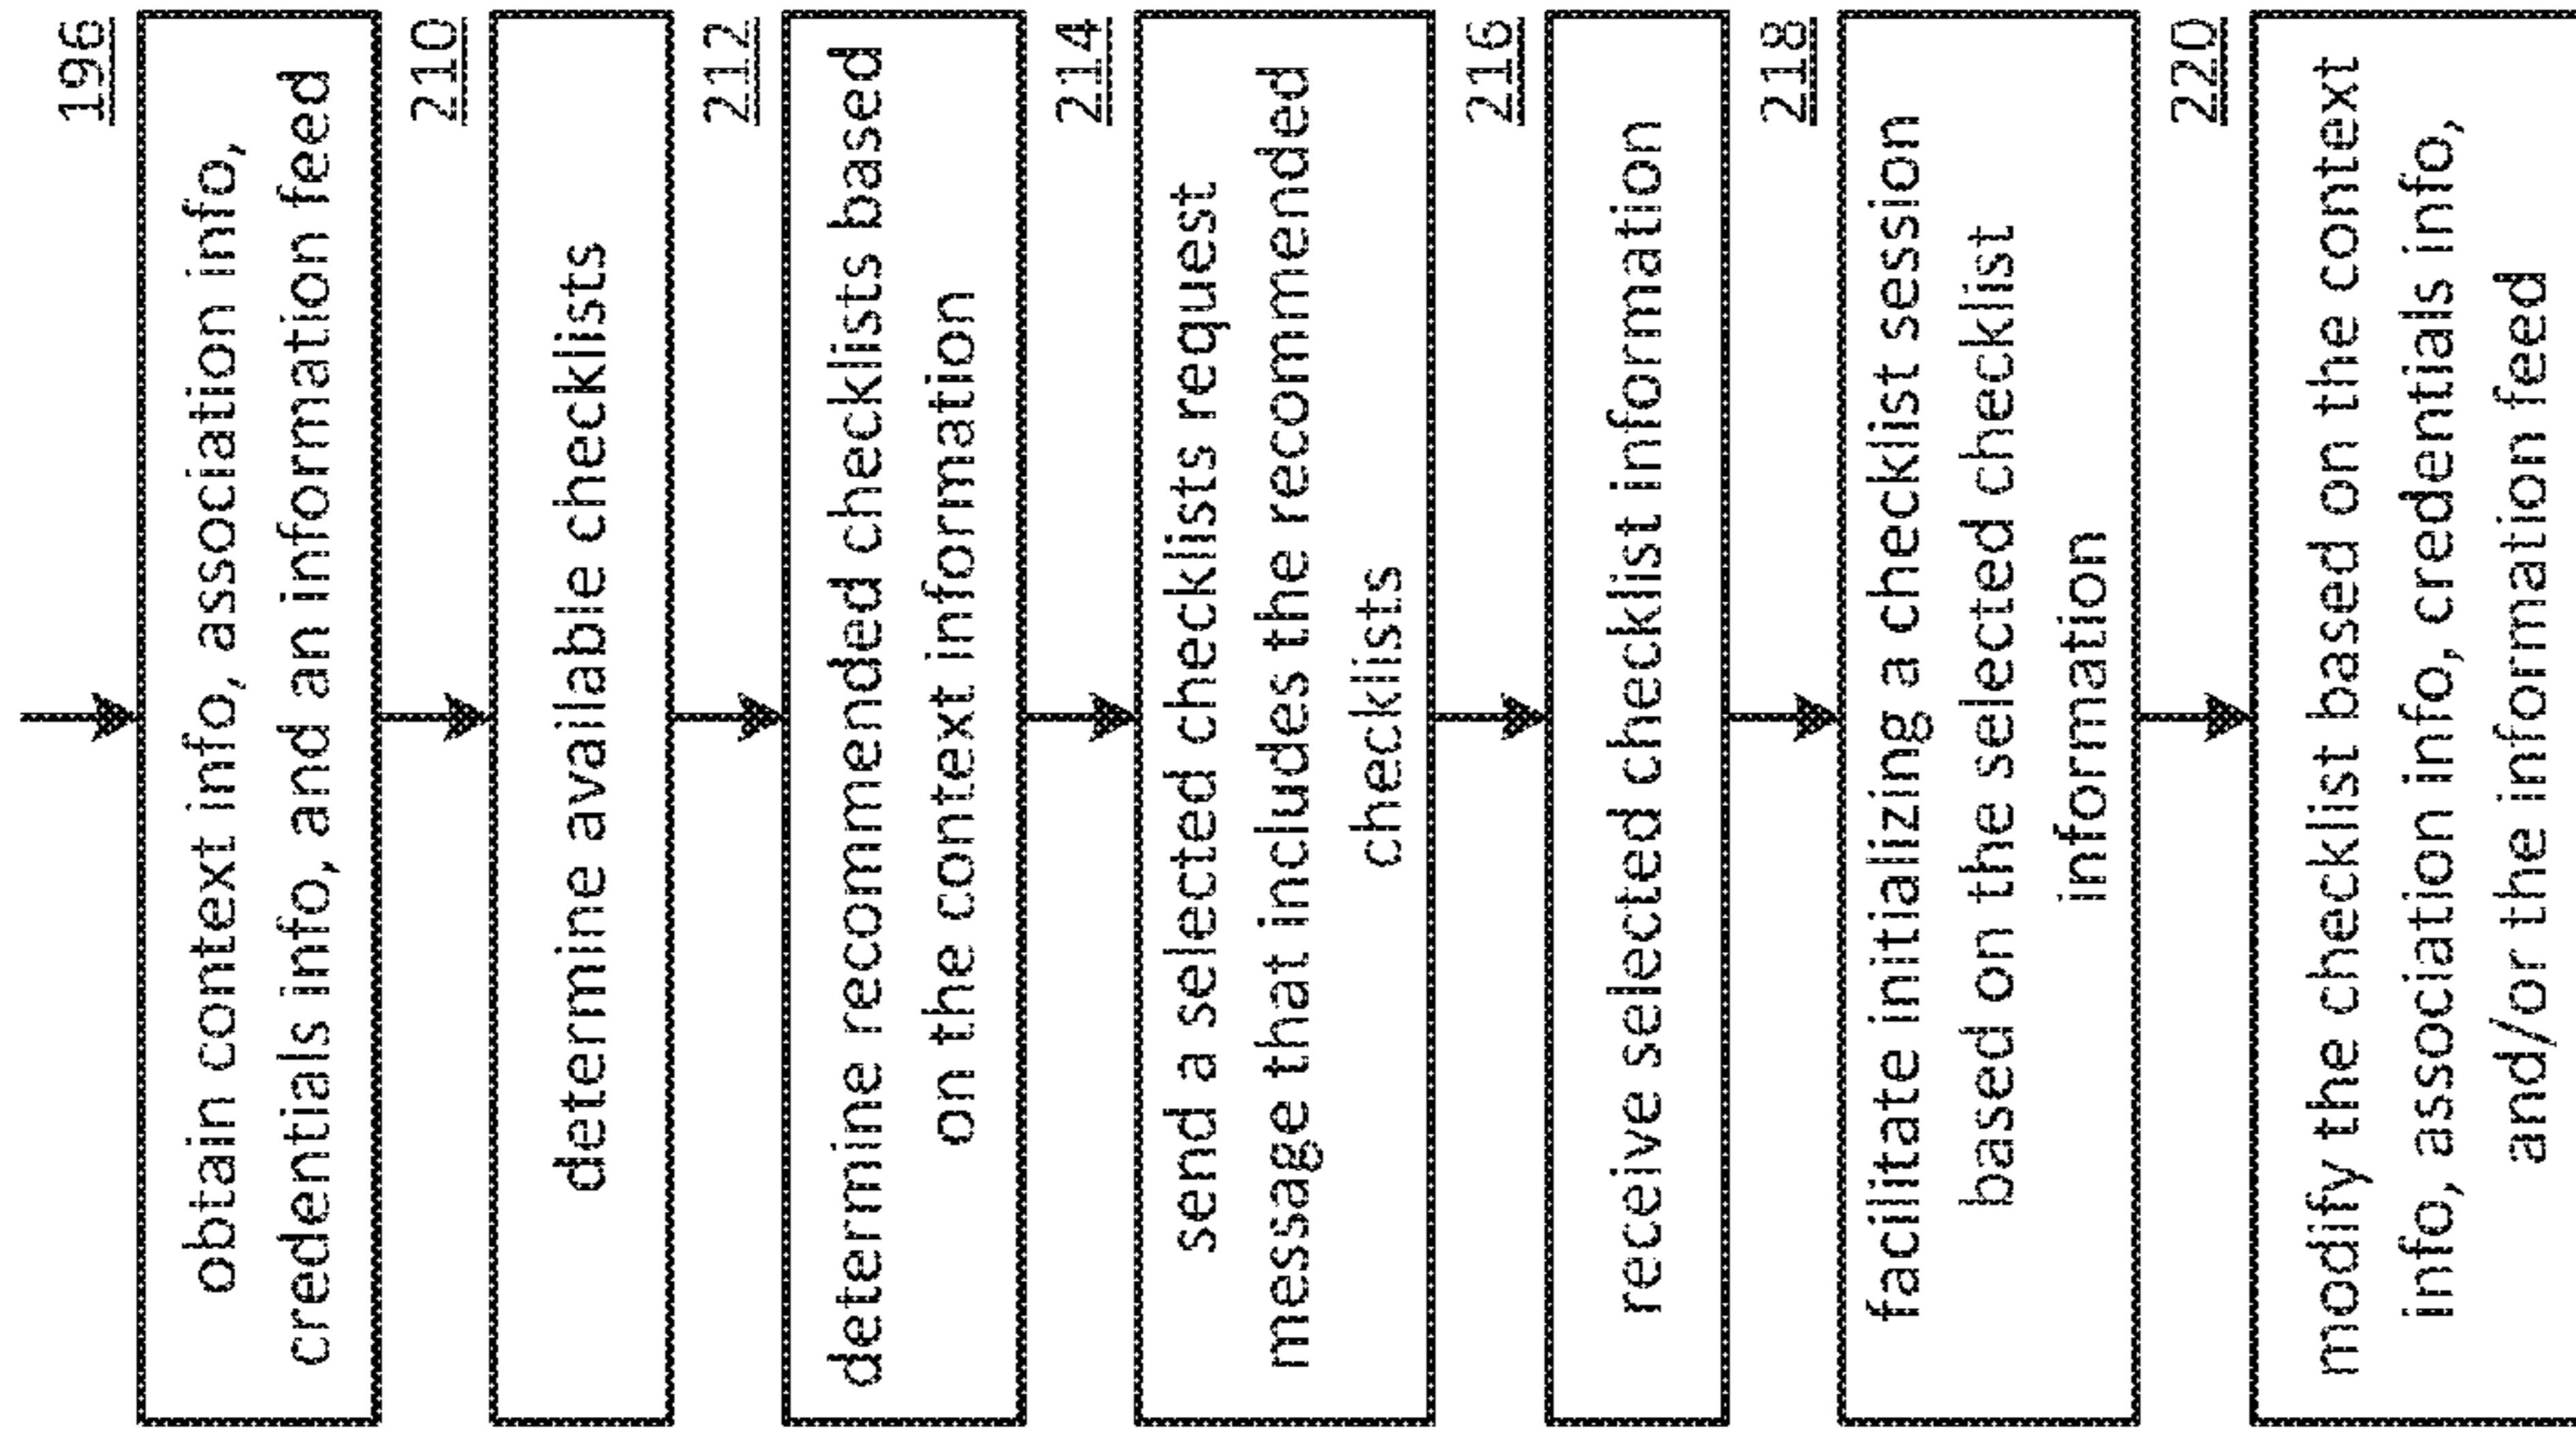 196
obtain context info, association info,
credentials info, and an information feed
210
determine available checklists
212
determine recommended checklists based
on the context information
214
send a selected checklists request
message that includes the recommended
checklists
216
receive selected checklist information
218
facilitate initializing a checklist session
based on the selected checklist
information
220
modify the checklist based on the context
info, association info, credentials info,
and/or the information feed